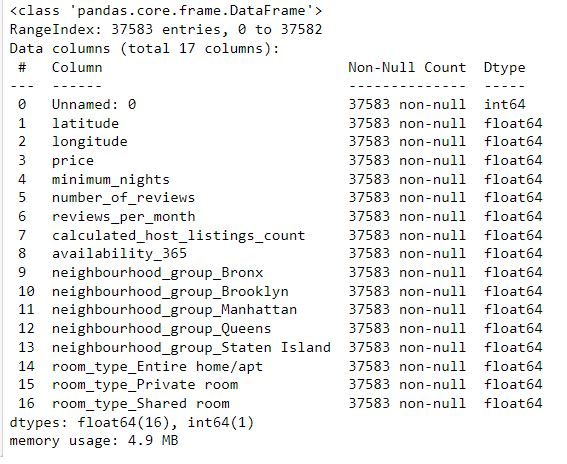 <class 'pandas.core.frame.DataFrame'>
RangeIndex: 37583 entries, 0 to 37582
Data columns (total 17 columns):
 #   Column                          Non-Null Count  Dtype
---  ------                          --------------  -----
 0   Unnamed: 0                      37583 non-null  int64
 1   latitude                        37583 non-null  float64
 2   longitude                       37583 non-null  float64
 3   price                           37583 non-null  float64
 4   minimum_nights                  37583 non-null  float64
 5   number_of_reviews               37583 non-null  float64
 6   reviews_per_month               37583 non-null  float64
 7   calculated_host_listings_count  37583 non-null  float64
 8   availability_365                37583 non-null  float64
 9   neighbourhood_group_Bronx       37583 non-null  float64
 10  neighbourhood_group_Brooklyn    37583 non-null  float64
 11  neighbourhood_group_Manhattan   37583 non-null  float64
 12  neighbourhood_group_Queens      37583 non-null  float64
 13  neighbourhood_group_Staten Island  37583 non-null  float64
 14  room_type_Entire home/apt       37583 non-null  float64
 15  room_type_Private room          37583 non-null  float64
 16  room_type_Shared room           37583 non-null  float64
dtypes: float64(16), int64(1)
memory usage: 4.9 MB